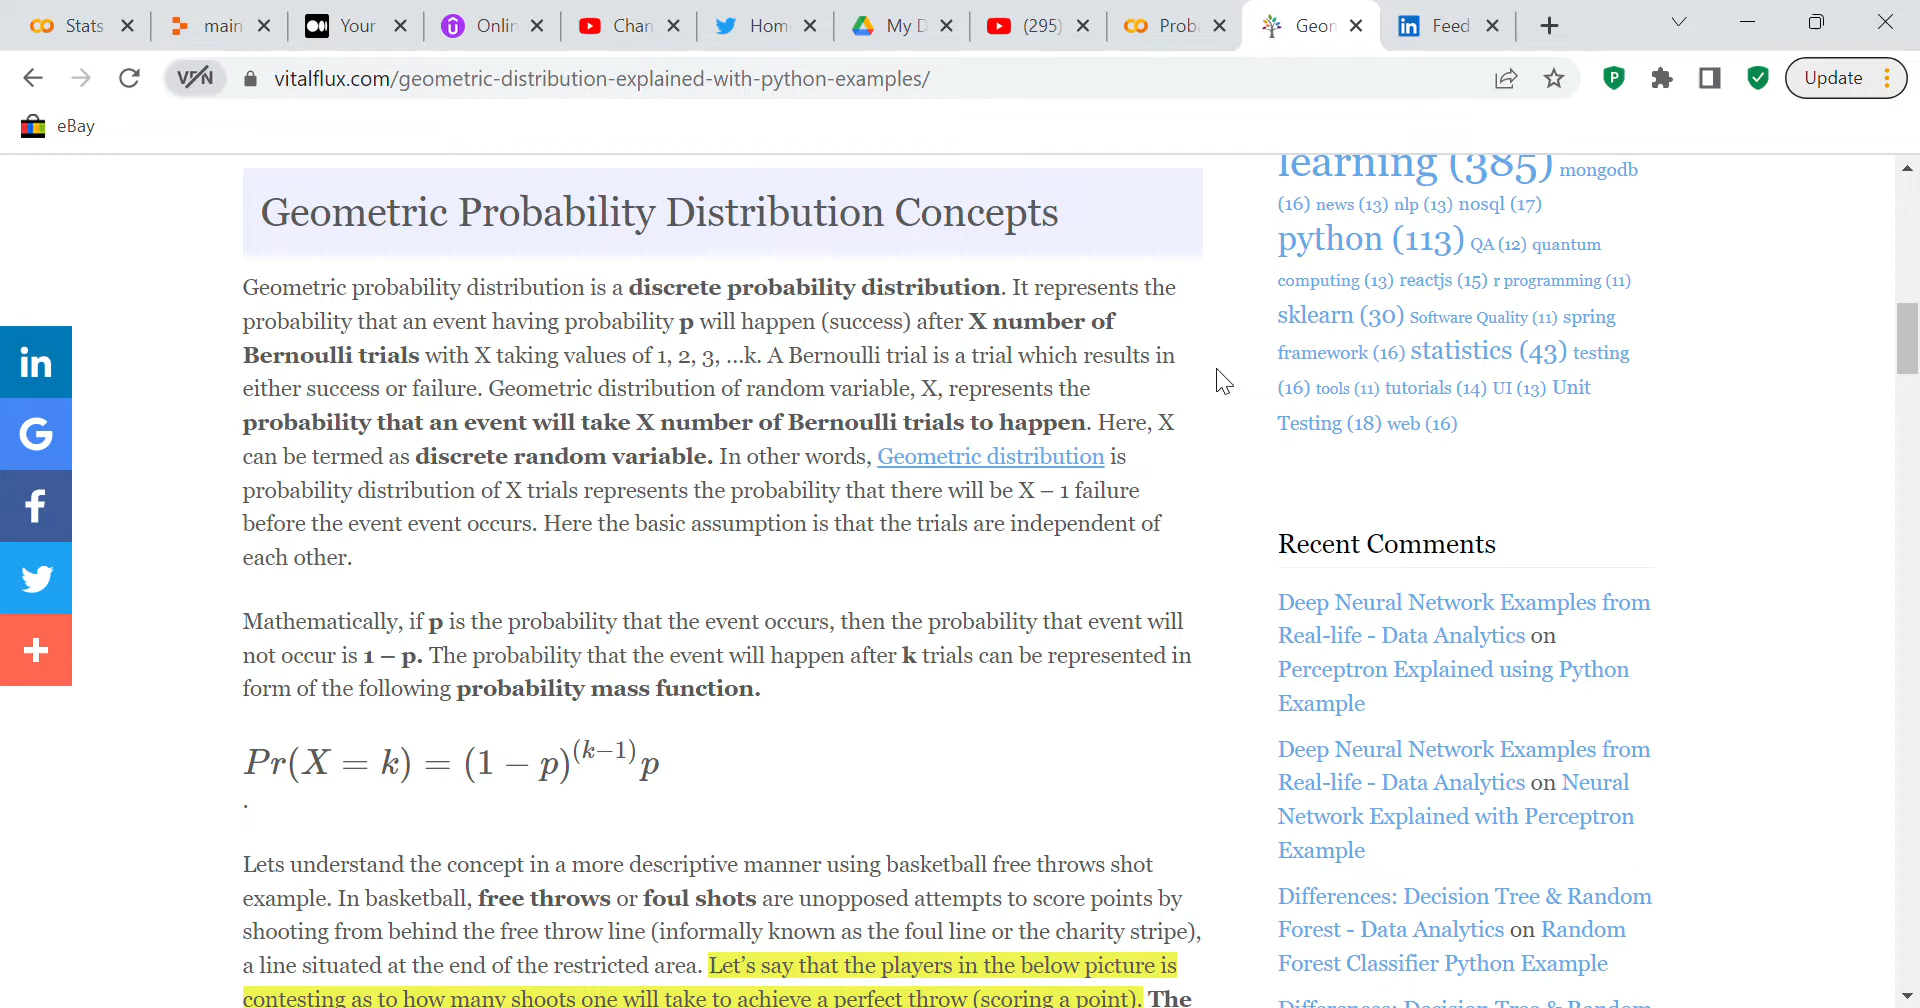 Stats
main
Your
Onlin
Chan
Hom
My D
(295)
Prob
Geon
Feed
VPN
vitalflux.com/geometric-distribution-explained-with-python-examples/
P
Update
eBay
Geometric Probability Distribution Concepts
Geometric probability distribution is a discrete probability distribution. It represents the
probability that an event having probability p will happen (success) after X number of
Bernoulli trials with X taking values of 1, 2, 3, …k. A Bernoulli trial is a trial which results in
either success or failure. Geometric distribution of random variable, X, represents the
probability that an event will take X number of Bernoulli trials to happen. Here, X
can be termed as discrete random variable. In other words, Geometric distribution is
probability distribution of X trials represents the probability that there will be X – 1 failure
before the event event occurs. Here the basic assumption is that the trials are independent of
each other.
Mathematically, if p is the probability that the event occurs, then the probability that event will
not occur is 1 – p. The probability that the event will happen after k trials can be represented in
form of the following probability mass function.
Pr(X = k) = (1 − p)^(k−1) p
.
Lets understand the concept in a more descriptive manner using basketball free throws shot
example. In basketball, free throws or foul shots are unopposed attempts to score points by
shooting from behind the free throw line (informally known as the foul line or the charity stripe),
a line situated at the end of the restricted area. Let’s say that the players in the below picture is
contesting as to how many shoots one will take to achieve a perfect throw (scoring a point). The
in
G
f
learning (385) mongodb
(16) news (13) nlp (13) nosql (17)
python (113) QA (12) quantum
computing (13) reactjs (15) r programming (11)
sklearn (30) Software Quality (11) spring
framework (16) statistics (43) testing
(16) tools (11) tutorials (14) UI (13) Unit
Testing (18) web (16)
Recent Comments
Deep Neural Network Examples from
Real-life - Data Analytics on
Perceptron Explained using Python
Example
Deep Neural Network Examples from
Real-life - Data Analytics on Neural
Network Explained with Perceptron
Example
Differences: Decision Tree & Random
Forest - Data Analytics on Random
Forest Classifier Python Example
Differences: Decision Tree & Random